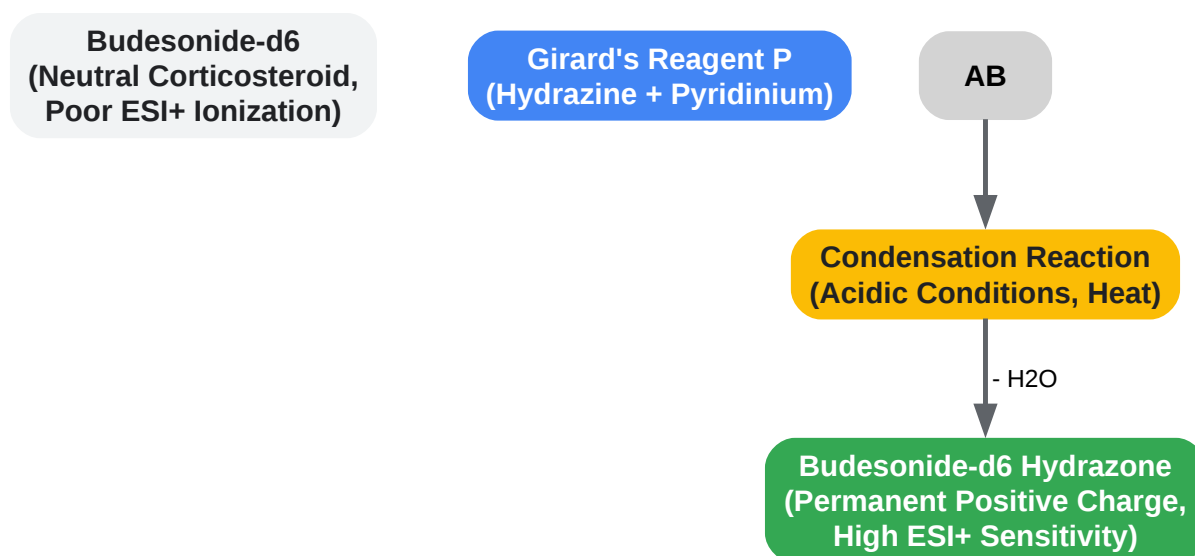 Budesonide-d6
(Neutral Corticosteroid,
Poor ESI+ Ionization)
Girard's Reagent P
(Hydrazine + Pyridinium)
AB
Condensation Reaction
(Acidic Conditions, Heat)
- H2O
Budesonide-d6 Hydrazone
(Permanent Positive Charge,
High ESI+ Sensitivity)